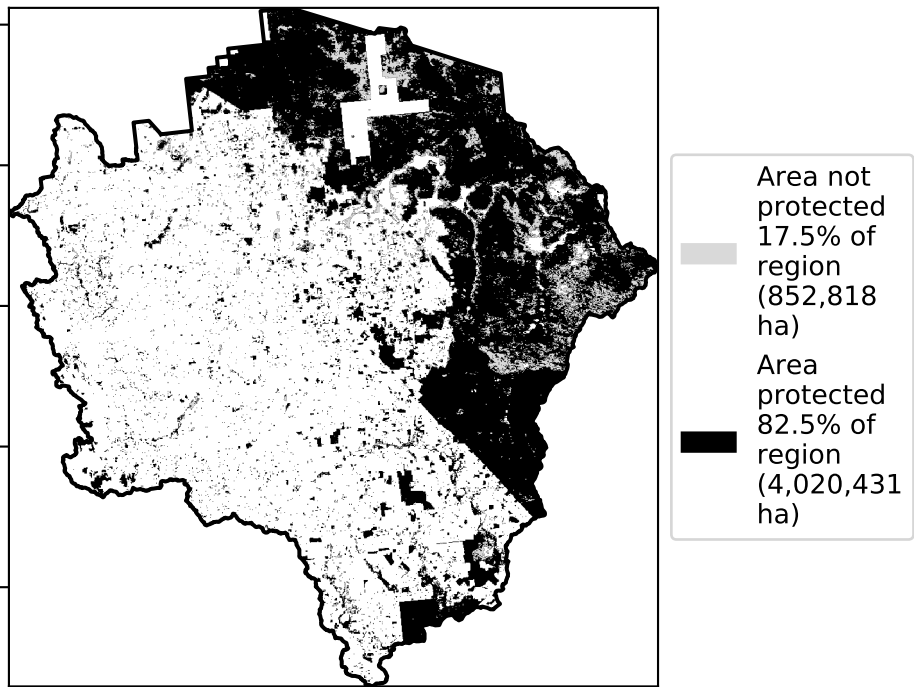 Area not
protected
17.5% of
region
(852,818
ha)
Area
protected
82.5% of
region
(4,020,431
ha)